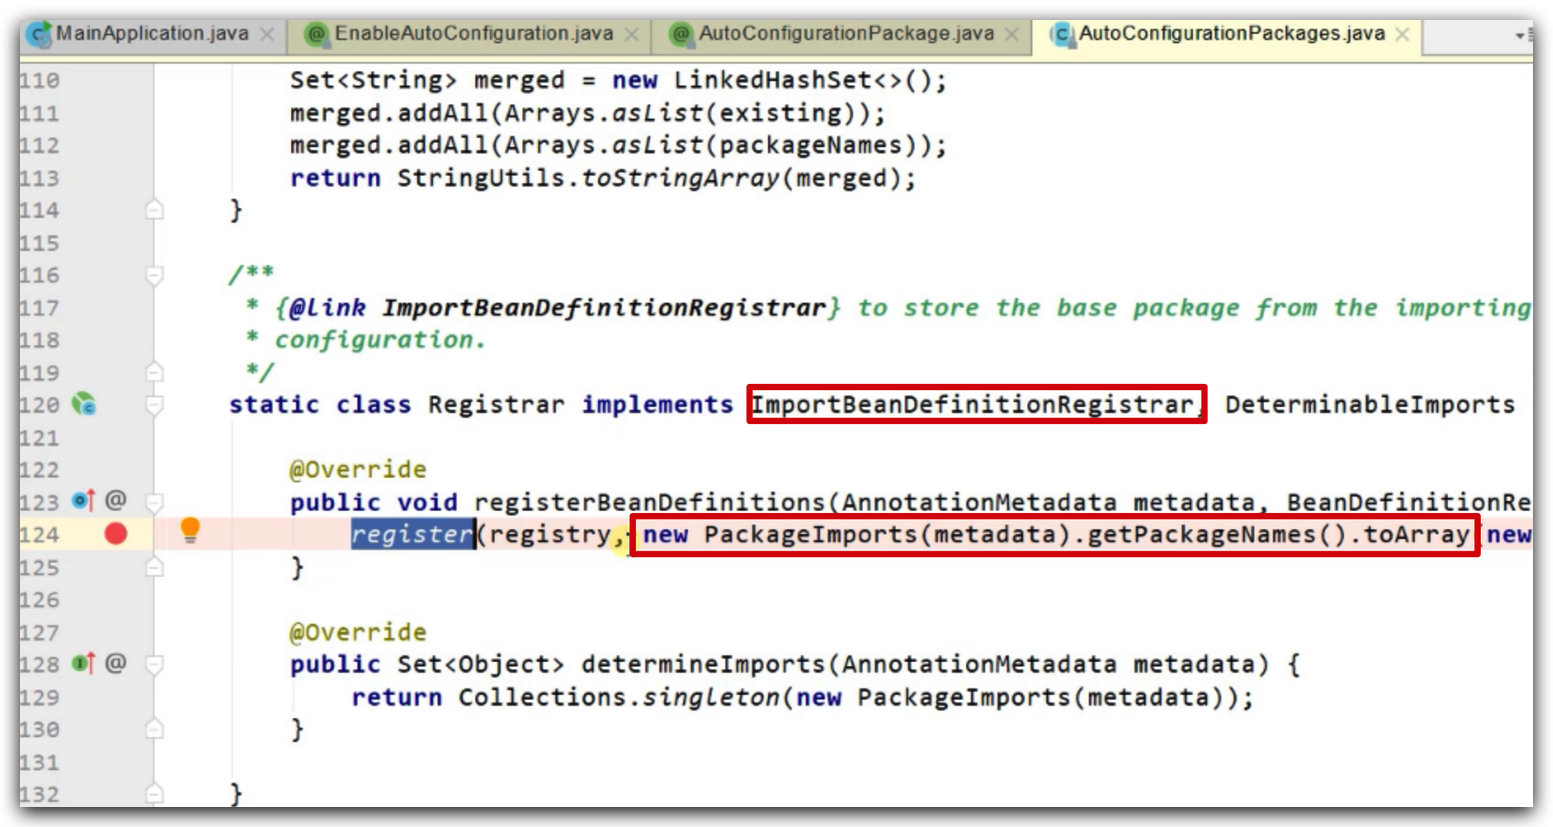 MainApplication.java EnableAutoConfiguration.java AutoConfigurationPackage.java AutoConfigurationPackages.java
110 Set<String> merged = new LinkedHashSet<>();
111 merged.addAll(Arrays.asList(existing));
112 merged.addAll(Arrays.asList(packageNames));
113 return StringUtils.toStringArray(merged);
114 }
115
116 /**
117 * {@link ImportBeanDefinitionRegistrar} to store the base package from the importing
118 * configuration.
119 */
120 static class Registrar implements ImportBeanDefinitionRegistrar, DeterminableImports
121
122 @Override
123 @ public void registerBeanDefinitions(AnnotationMetadata metadata, BeanDefinitionRe
124 register(registry, new PackageImports(metadata).getPackageNames().toArray(new
125 }
126
127 @Override
128 @ public Set<Object> determineImports(AnnotationMetadata metadata) {
129 return Collections.singleton(new PackageImports(metadata));
130 }
131
132 }